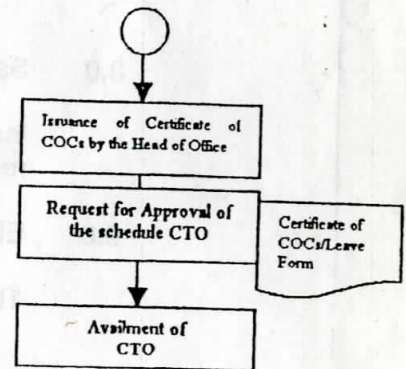 Issuance of Certificate of
COCs by the Head of Office
Request for Approval of
the schedule CTO
Certificate of
COCs/Leave
Form
Availment of
CTO